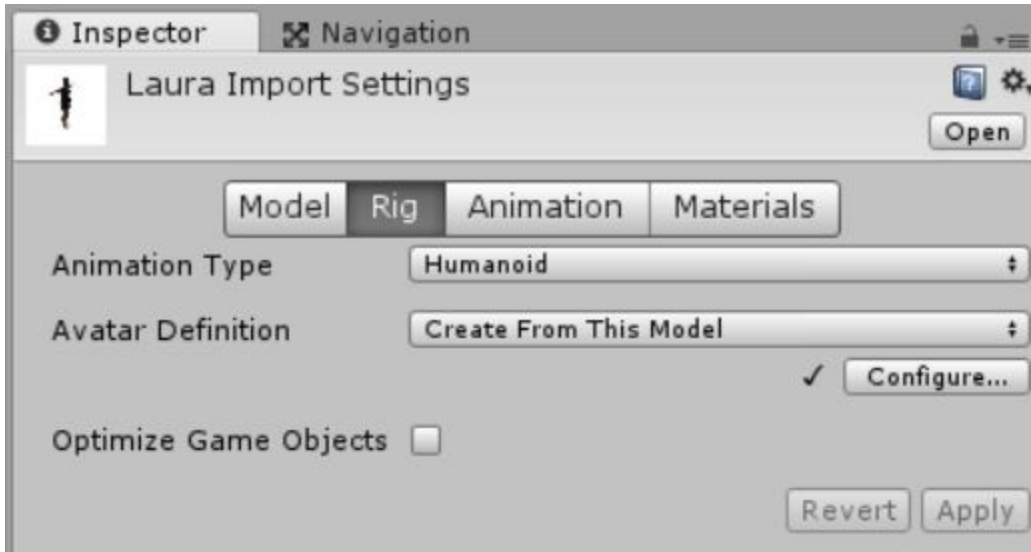 Inspector Navigation
Laura Import Settings
Open
Model Rig Animation Materials
Animation Type Humanoid
Avatar Definition Create From This Model
Configure...
Optimize Game Objects
Revert Apply